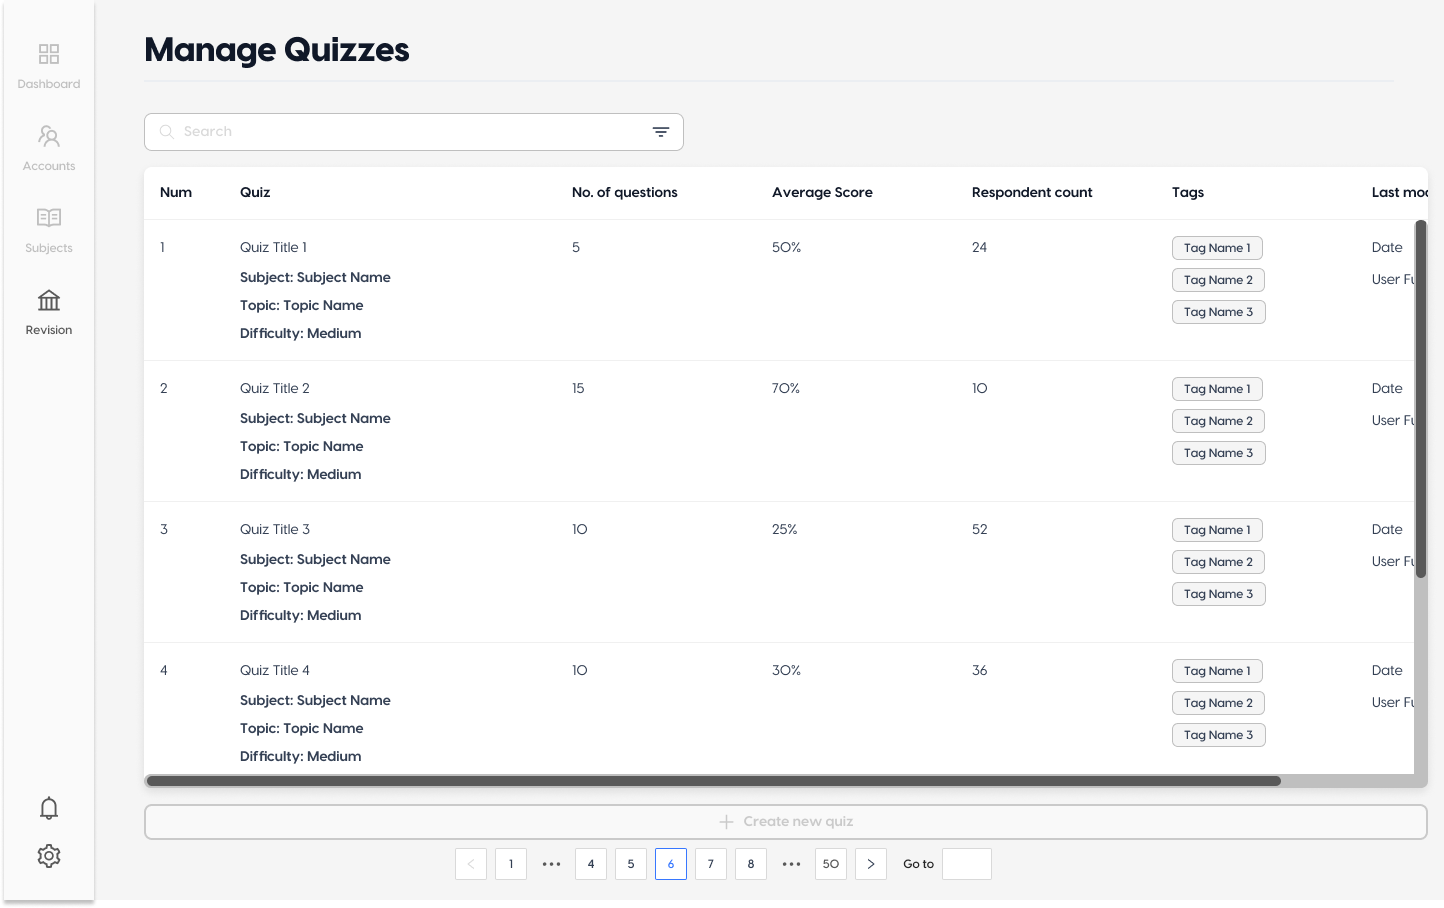 Manage Quizzes
Dashboard
Accounts
Subjects
Revision
Search
Num Quiz No. of questions Average Score Respondent count Tags Last mod
1 Quiz Title 1 5 50% 24 Tag Name 1 Date
Subject: Subject Name Tag Name 2 User Fu
Topic: Topic Name Tag Name 3
Difficulty: Medium
2 Quiz Title 2 15 70% 10 Tag Name 1 Date
Subject: Subject Name Tag Name 2 User Fu
Topic: Topic Name Tag Name 3
Difficulty: Medium
3 Quiz Title 3 10 25% 52 Tag Name 1 Date
Subject: Subject Name Tag Name 2 User Fu
Topic: Topic Name Tag Name 3
Difficulty: Medium
4 Quiz Title 4 10 30% 36 Tag Name 1 Date
Subject: Subject Name Tag Name 2 User Fu
Topic: Topic Name Tag Name 3
Difficulty: Medium
+ Create new quiz
< 1 ••• 4 5 6 7 8 ••• 50 > Go to